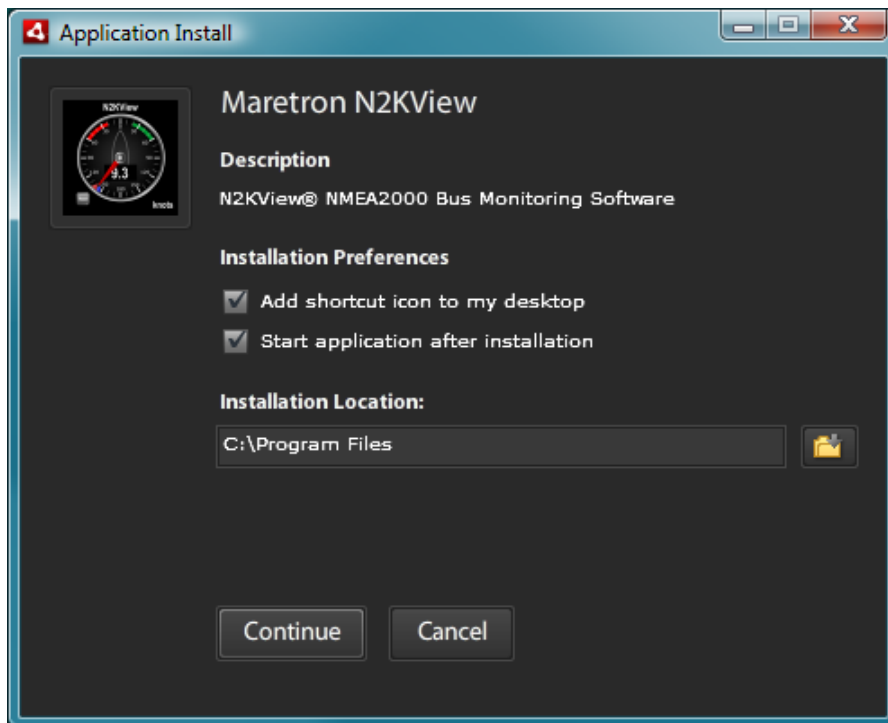 Application Install
N2KView
9.3
knots
Maretron N2KView
Description
N2KView® NMEA2000 Bus Monitoring Software
Installation Preferences
Add shortcut icon to my desktop
Start application after installation
Installation Location:
C:\Program Files
Continue
Cancel